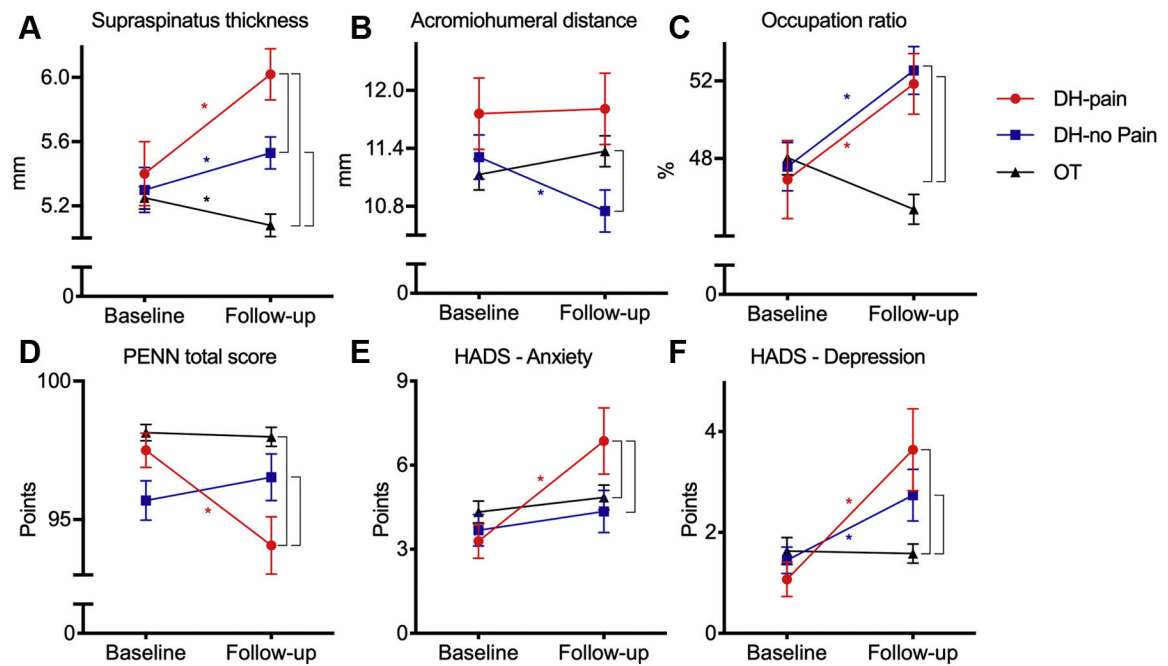 A Supraspinatus thickness
6.0
5.6
5.2
0
mm
*
*
*
Baseline Follow-up
B Acromiohumeral distance
12.0
11.4
10.8
0
mm
*
Baseline Follow-up
C Occupation ratio
52
48
0
%
*
*
Baseline Follow-up
DH-pain
DH-no Pain
OT
D PENN total score
100
95
0
Points
*
Baseline Follow-up
E HADS - Anxiety
9
6
3
0
Points
*
Baseline Follow-up
F HADS - Depression
4
2
0
Points
*
*
Baseline Follow-up